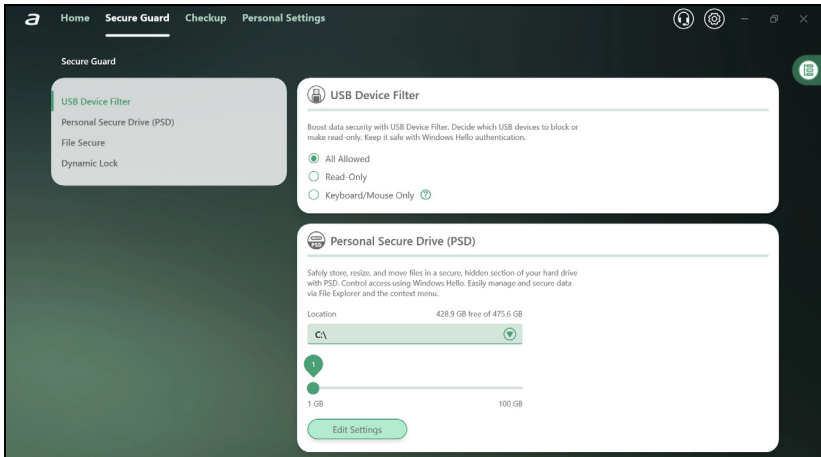 a Home Secure Guard Checkup Personal Settings
Secure Guard
USB Device Filter
Personal Secure Drive (PSD)
File Secure
Dynamic Lock
USB Device Filter
Boost data security with USB Device Filter. Decide which USB devices to block or
make read-only. Keep it safe with Windows Hello authentication.
All Allowed
Read-Only
Keyboard/Mouse Only ?
PSD Personal Secure Drive (PSD)
Safely store, resize, and move files in a secure, hidden section of your hard drive
with PSD. Control access using Windows Hello. Easily manage and secure data
via File Explorer and the context menu.
Location 428.9 GB free of 475.6 GB
C:\
1
1 GB 100 GB
Edit Settings